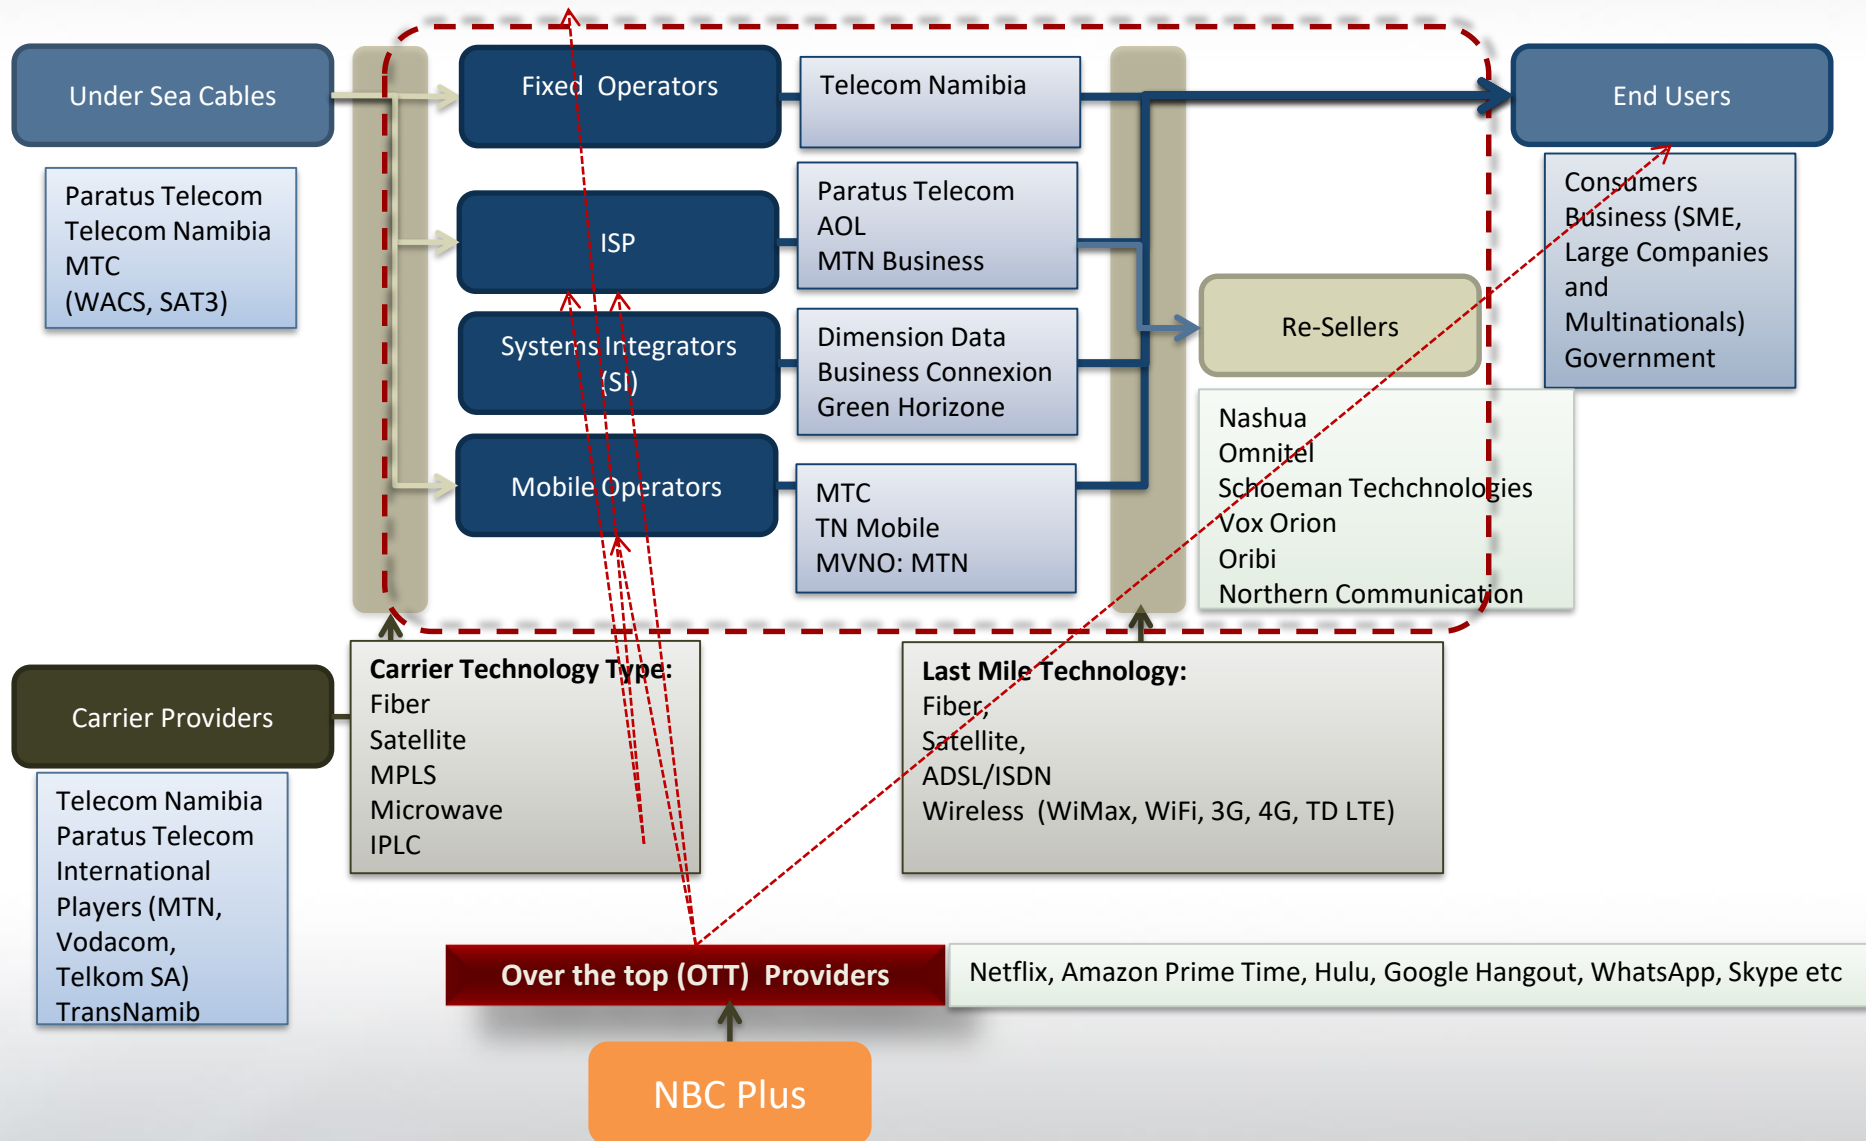 Under Sea Cables
Paratus Telecom
Telecom Namibia
MTC
(WACS, SAT3)
Fixed Operators
Telecom Namibia
ISP
Paratus Telecom
AOL
MTN Business
Systems Integrators
(SI)
Dimension Data
Business Connexion
Green Horizone
Mobile Operators
MTC
TN Mobile
MVNO: MTN
Re-Sellers
Nashua
Omnitel
Schoeman Techchnologies
Vox Orion
Oribi
Northern Communication
End Users
Consumers
Business (SME,
Large Companies
and
Multinationals)
Government
Carrier Providers
Telecom Namibia
Paratus Telecom
International
Players (MTN,
Vodacom,
Telkom SA)
TransNamib
Carrier Technology Type:
Fiber
Satellite
MPLS
Microwave
IPLC
Last Mile Technology:
Fiber,
Satellite,
ADSL/ISDN
Wireless (WiMax, WiFi, 3G, 4G, TD LTE)
Over the top (OTT) Providers
Netflix, Amazon Prime Time, Hulu, Google Hangout, WhatsApp, Skype etc
NBC Plus